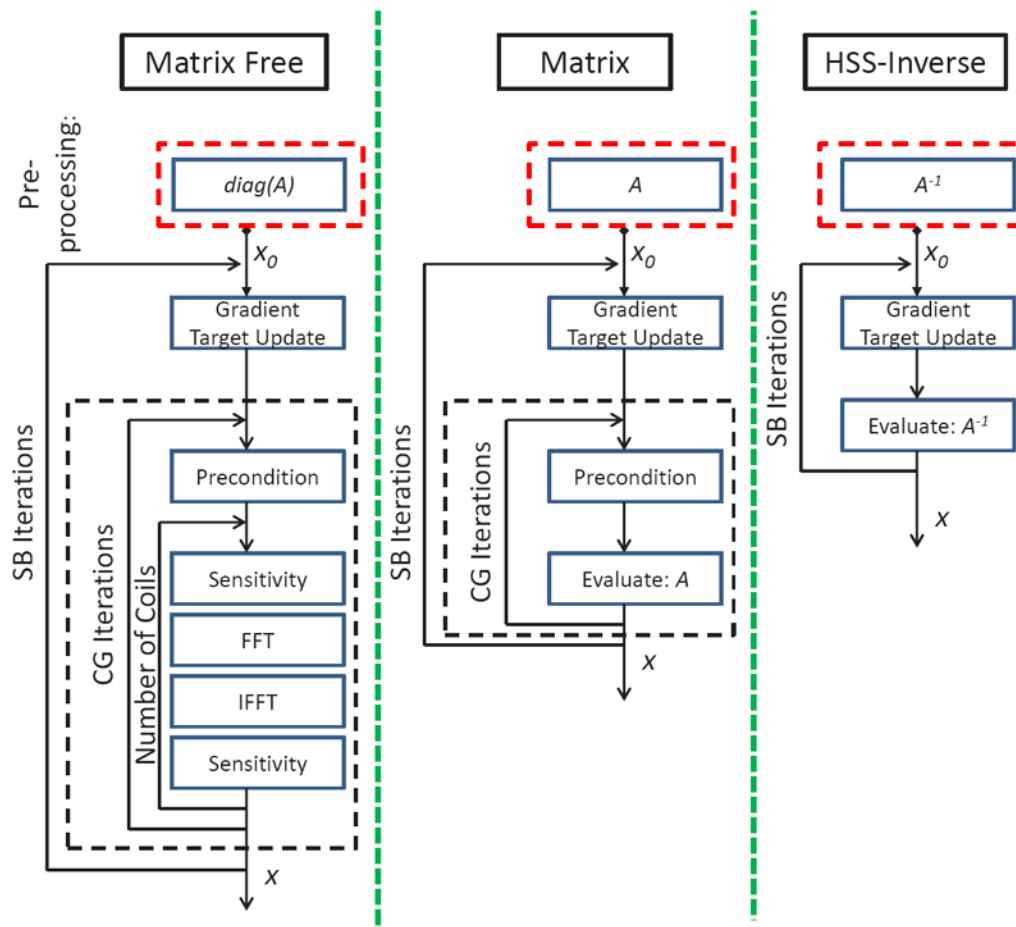 Matrix Free
Pre-
processing:
diag(A)
x₀
Gradient
Target Update
SB Iterations
CG Iterations
Precondition
Number of Coils
Sensitivity
FFT
IFFT
Sensitivity
x
Matrix
A
x₀
Gradient
Target Update
SB Iterations
CG Iterations
Precondition
Evaluate: A
x
HSS-Inverse
A⁻¹
x₀
SB Iterations
Gradient
Target Update
Evaluate: A⁻¹
x